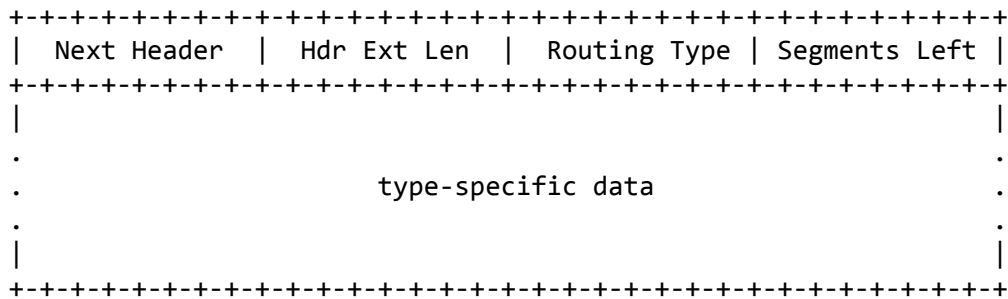 Next Header | Hdr Ext Len | Routing Type | Segments Left
type-specific data